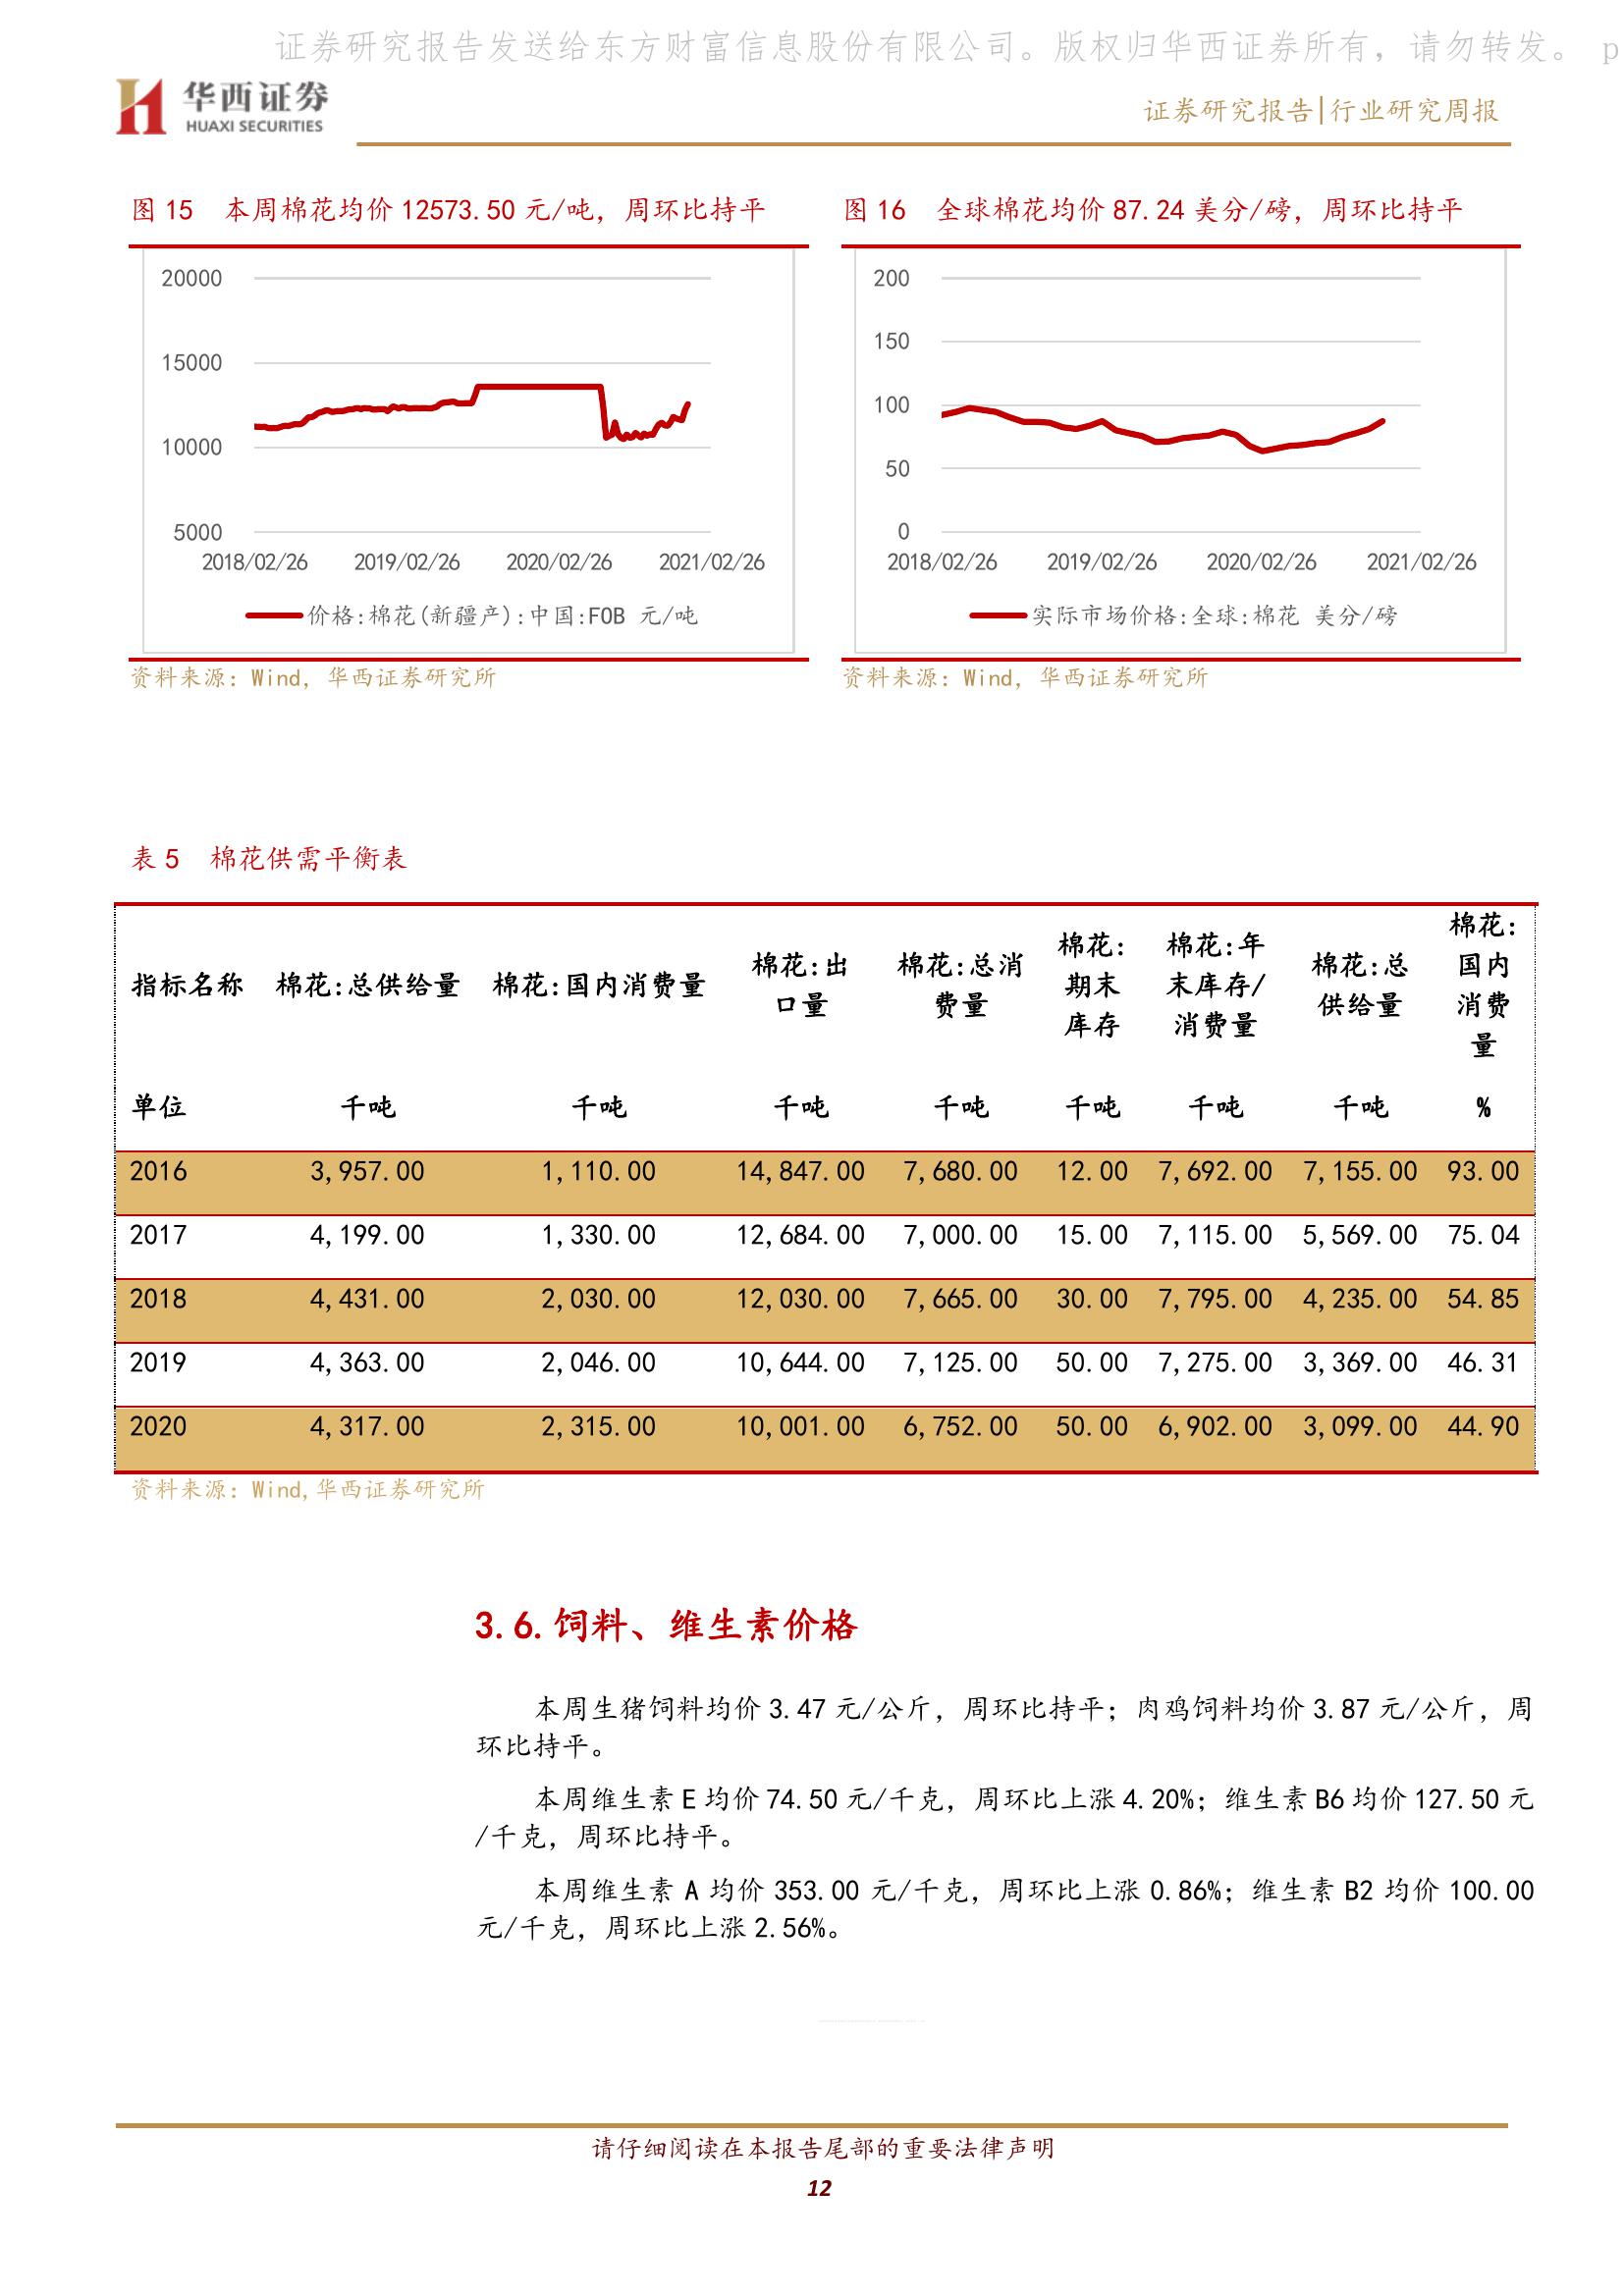 证券研究报告发送给东方财富信息股份有限公司。版权归华西证券所有，请勿转发。 p
华西证券
HUAXI SECURITIES
证券研究报告|行业研究周报
图 15 本周棉花均价 12573.50 元/吨，周环比持平
20000
15000
10000
5000
2018/02/26 2019/02/26 2020/02/26 2021/02/26
价格:棉花(新疆产):中国:FOB 元/吨
资料来源：Wind，华西证券研究所
图 16 全球棉花均价 87.24 美分/磅，周环比持平
200
150
100
50
0
2018/02/26 2019/02/26 2020/02/26 2021/02/26
实际市场价格:全球:棉花 美分/磅
资料来源：Wind，华西证券研究所
表 5 棉花供需平衡表
指标名称 棉花:总供给量 棉花:国内消费量 棉花:出口量 棉花:总消费量 棉花:期末库存 棉花:年末库存/消费量 棉花:总供给量 棉花:国内消费量
单位 千吨 千吨 千吨 千吨 千吨 千吨 千吨 %
2016 3,957.00 1,110.00 14,847.00 7,680.00 12.00 7,692.00 7,155.00 93.00
2017 4,199.00 1,330.00 12,684.00 7,000.00 15.00 7,115.00 5,569.00 75.04
2018 4,431.00 2,030.00 12,030.00 7,665.00 30.00 7,795.00 4,235.00 54.85
2019 4,363.00 2,046.00 10,644.00 7,125.00 50.00 7,275.00 3,369.00 46.31
2020 4,317.00 2,315.00 10,001.00 6,752.00 50.00 6,902.00 3,099.00 44.90
资料来源：Wind,华西证券研究所
3.6.饲料、维生素价格
本周生猪饲料均价 3.47 元/公斤，周环比持平；肉鸡饲料均价 3.87 元/公斤，周
环比持平。
本周维生素 E 均价 74.50 元/千克，周环比上涨 4.20%；维生素 B6 均价 127.50 元
/千克，周环比持平。
本周维生素 A 均价 353.00 元/千克，周环比上涨 0.86%；维生素 B2 均价 100.00
元/千克，周环比上涨 2.56%。
请仔细阅读在本报告尾部的重要法律声明
12